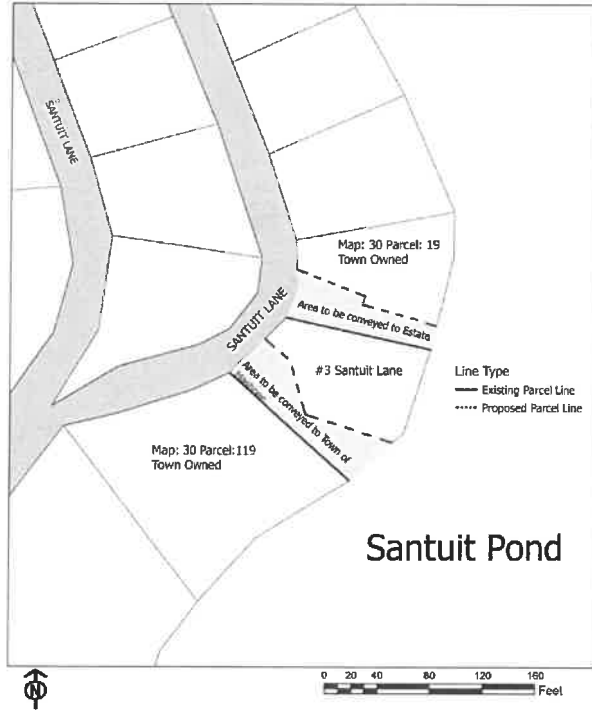 SANTUIT LANE
Map: 30 Parcel: 19
Town Owned
Area to be conveyed to Estate
SANTUIT LANE
#3 Santuit Lane
Line Type
Existing Parcel Line
Proposed Parcel Line
Area to be conveyed to Town of
Map: 30 Parcel:119
Town Owned
Santuit Pond
N
0 20 40 80 120 160
Feet